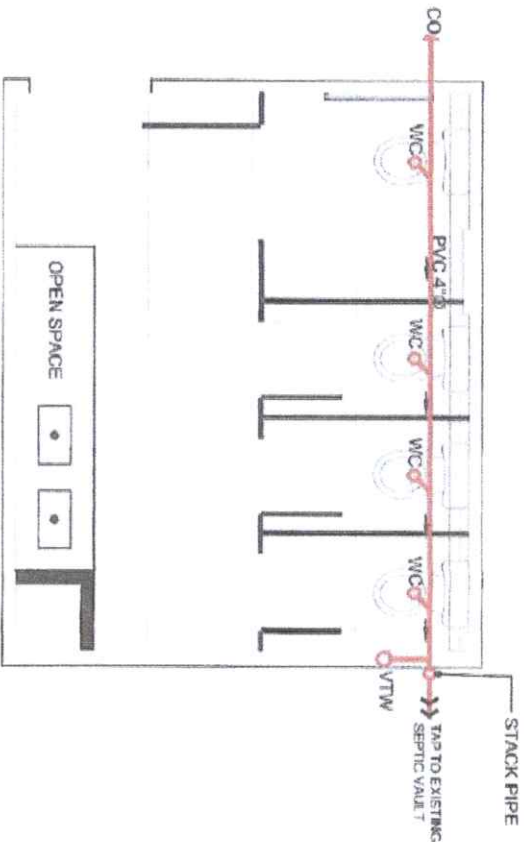 CO
WC
PVC 4"Ø
WC
WC
WC
VTW
STACK PIPE
TAP TO EXISTING
SEPTIC VAULT
OPEN SPACE